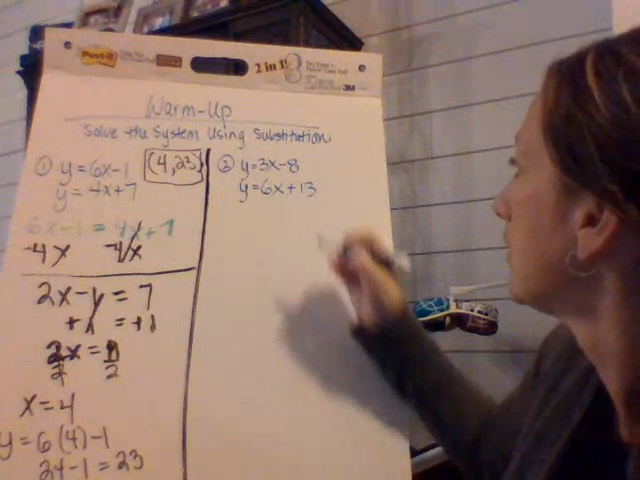 Post-it
2 in 1!
3M
Warm-Up
Solve the System Using Substitution
① y = 6x - 1
y = 4x + 7
(4, 23)
6x - 1 = 4x + 7
-4x -4x
2x - 1 = 7
+1 = +1
2x = 8
2 2
x = 4
y = 6(4) - 1
24 - 1 = 23
② y = 3x - 8
y = 6x + 13